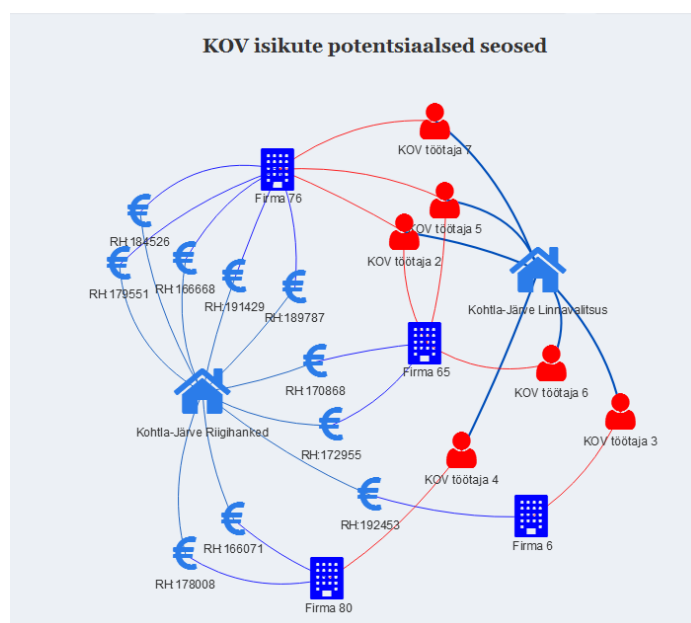 KOV isikute potentsiaalsed seosed
KOV töötaja 7
Firma 76
RH:184526
KOV töötaja 5
KOV töötaja 2
RH:179551
RH:166668
RH:191429
RH:189787
Kohtla-Järve Linnavalitsus
RH:170868
Firma 65
KOV töötaja 6
Kohtla-Järve Riigihanked
RH:172955
KOV töötaja 3
KOV töötaja 4
RH:192453
RH:166071
Firma 6
RH:178008
Firma 80